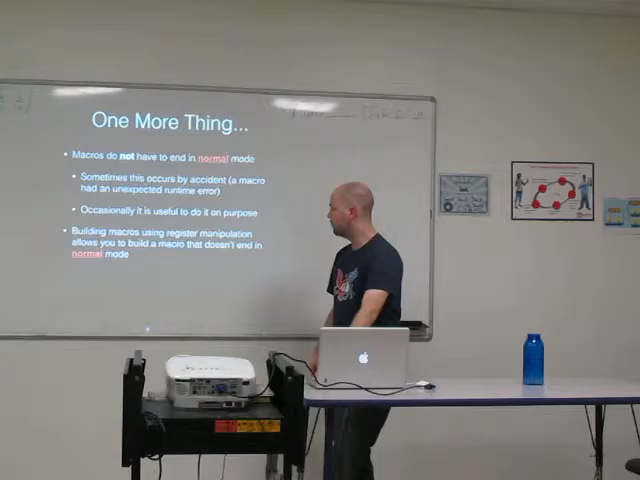 One More Thing...
• Macros do not have to end in normal mode
• Sometimes this occurs by accident (a macro
had an unexpected runtime error)
• Occasionally it is useful to do it on purpose
• Building macros using register manipulation
allows you to build a macro that doesn't end in
normal mode